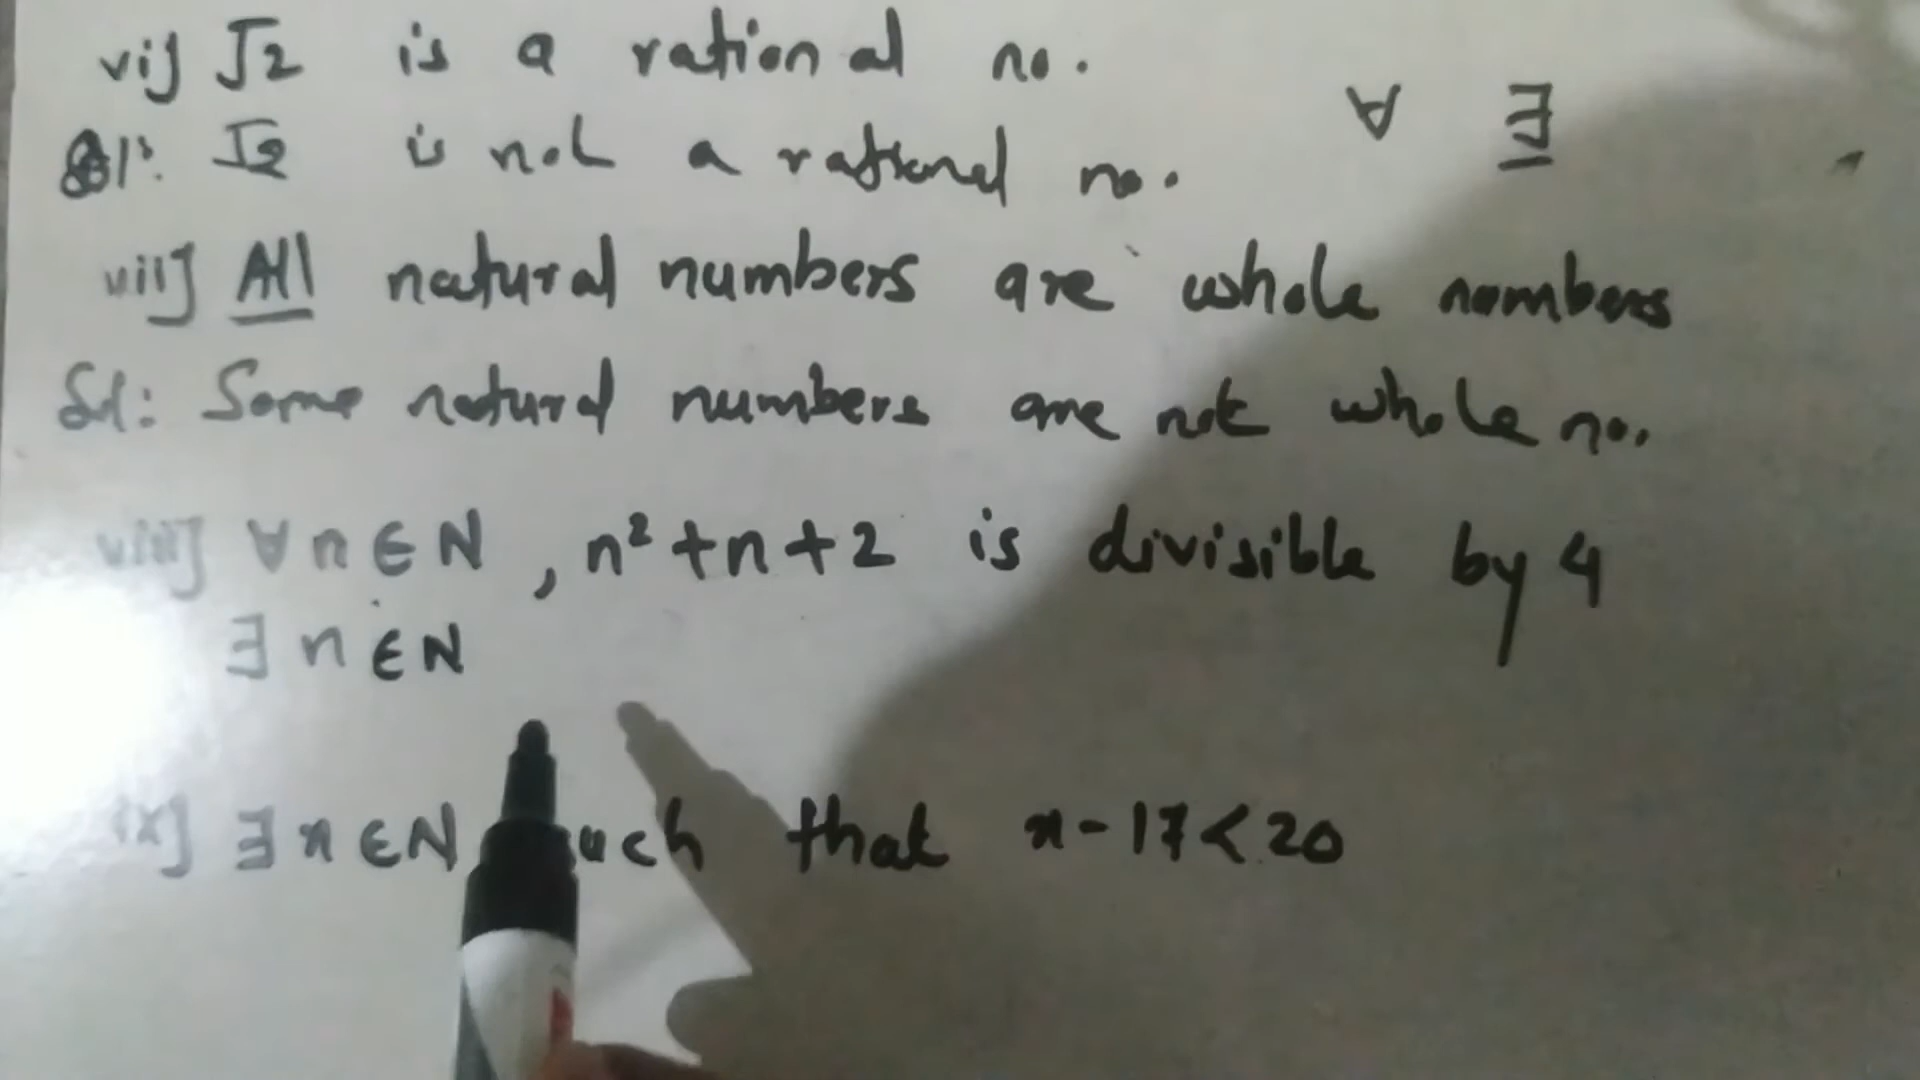 vi] √2 is a rational no.
Sol: √2 is not a rational no.
∀ ∃
vii] All natural numbers are whole numbers
Sol: Some natural numbers are not whole no.
viii] ∀ n ∈ N , n² + n + 2 is divisible by 4
∃ n ∈ N
ix] ∃ x ∈ N such that x - 17 < 20